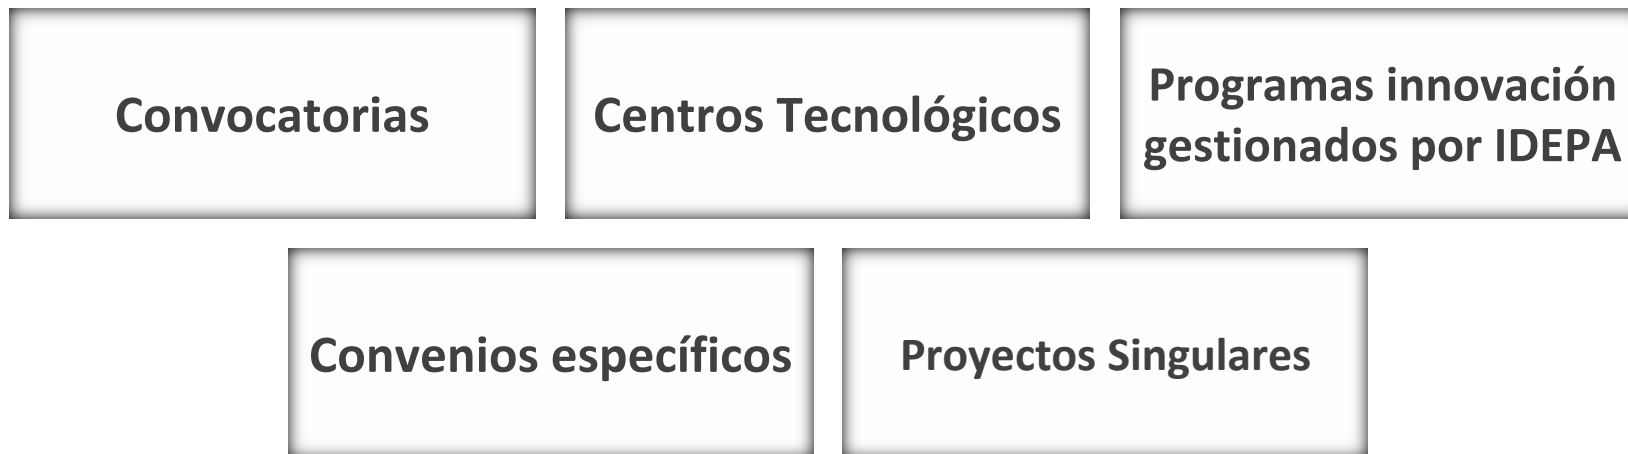 Convocatorias
Centros Tecnológicos
Programas innovación
gestionados por IDEPA
Convenios específicos
Proyectos Singulares